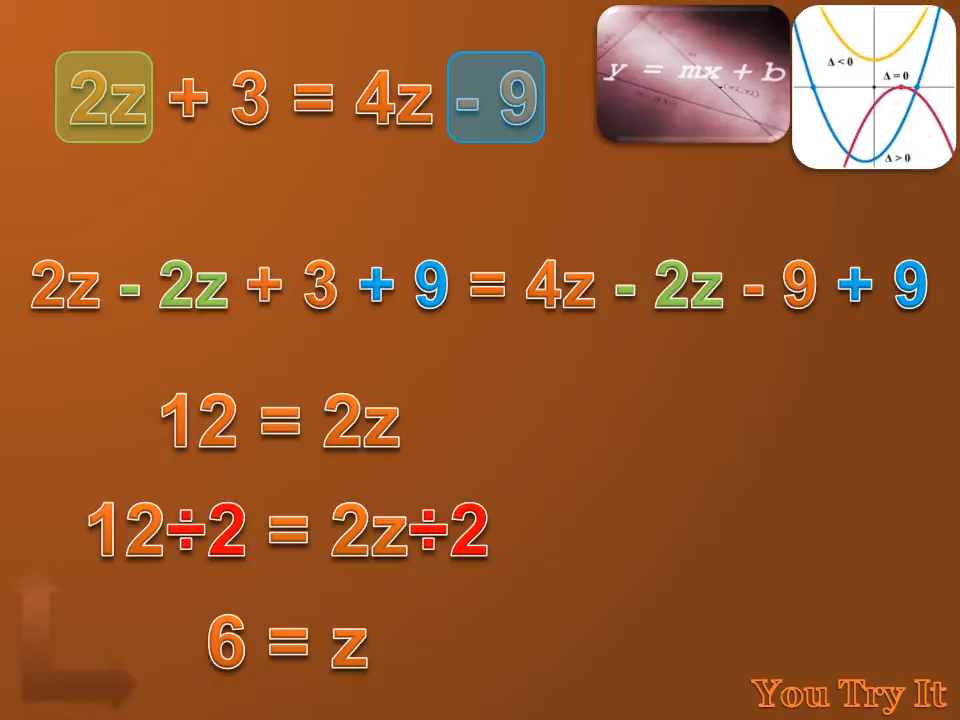 2z + 3 = 4z - 9
y = mx + b
Δ < 0
Δ = 0
Δ > 0
2z - 2z + 3 + 9 = 4z - 2z - 9 + 9
12 = 2z
12÷2 = 2z÷2
6 = z
You Try It